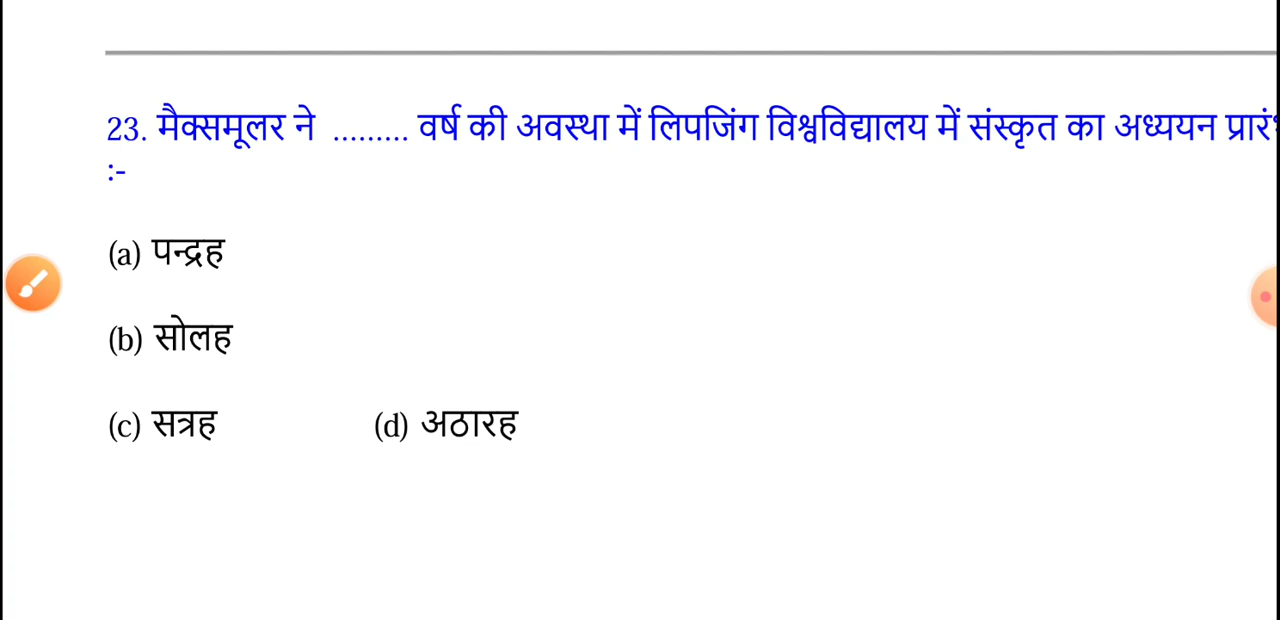 23. मैक्समूलर ने ......... वर्ष की अवस्था में लिपजिंग विश्वविद्यालय में संस्कृत का अध्ययन
:-
(a) पन्द्रह
(b) सोलह
(c) सत्रह (d) अठारह